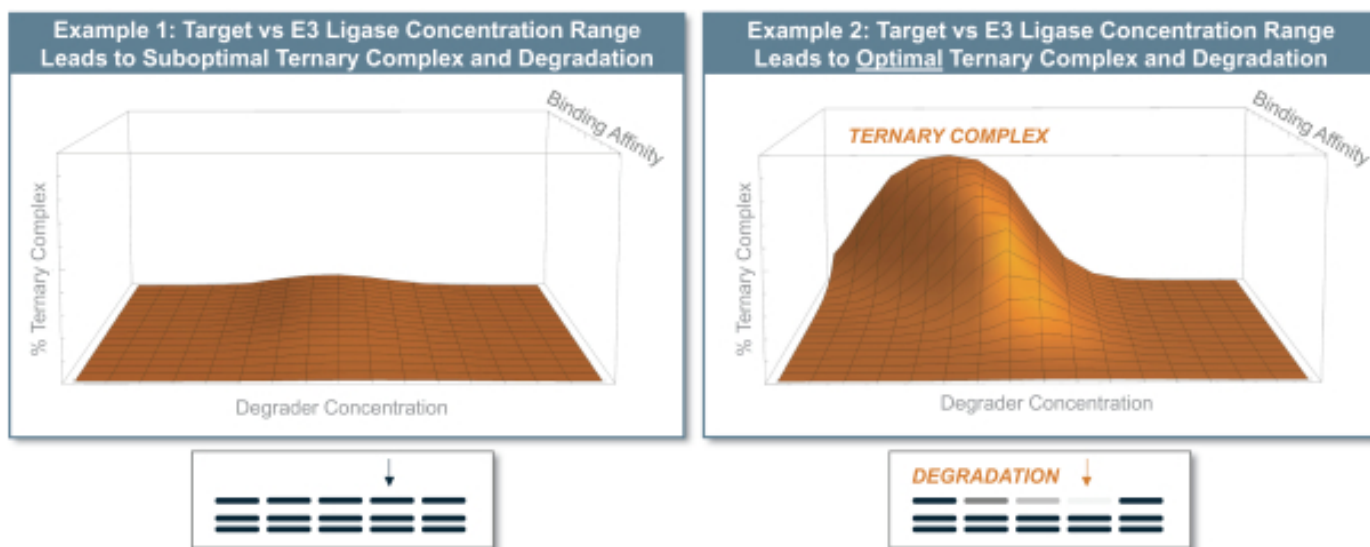 Example 1: Target vs E3 Ligase Concentration Range
Leads to Suboptimal Ternary Complex and Degradation
Binding Affinity
% Ternary Complex
Degrader Concentration
Example 2: Target vs E3 Ligase Concentration Range
Leads to Optimal Ternary Complex and Degradation
Binding Affinity
TERNARY COMPLEX
% Ternary Complex
Degrader Concentration
DEGRADATION